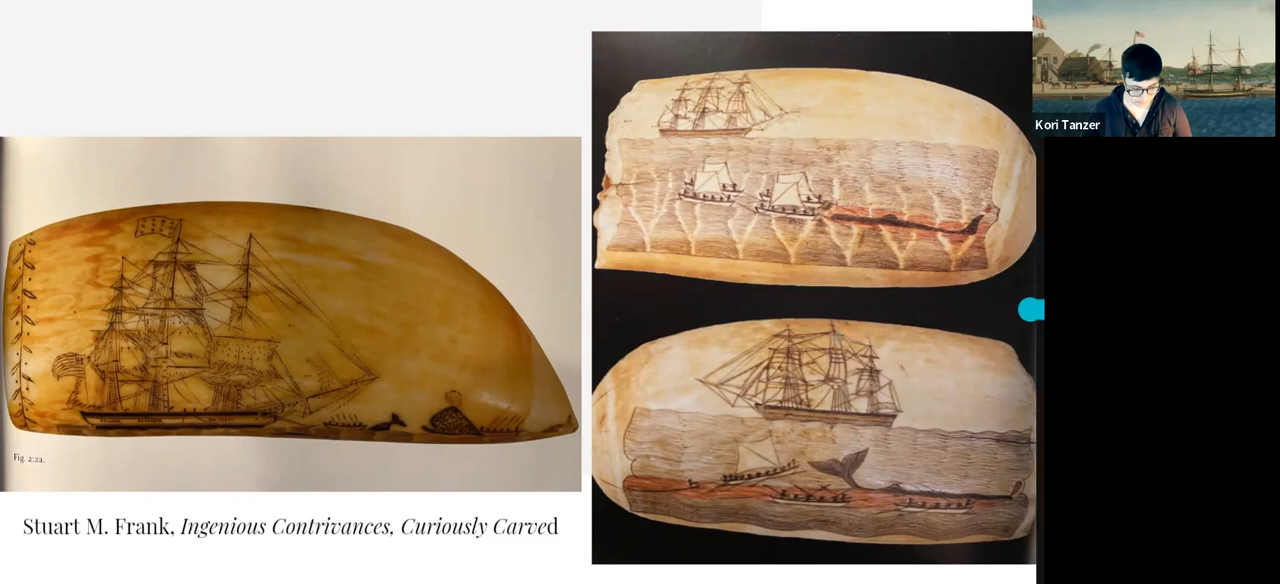 Kori Tanzer
Fig. 2:2a.
Stuart M. Frank, Ingenious Contrivances, Curiously Carved